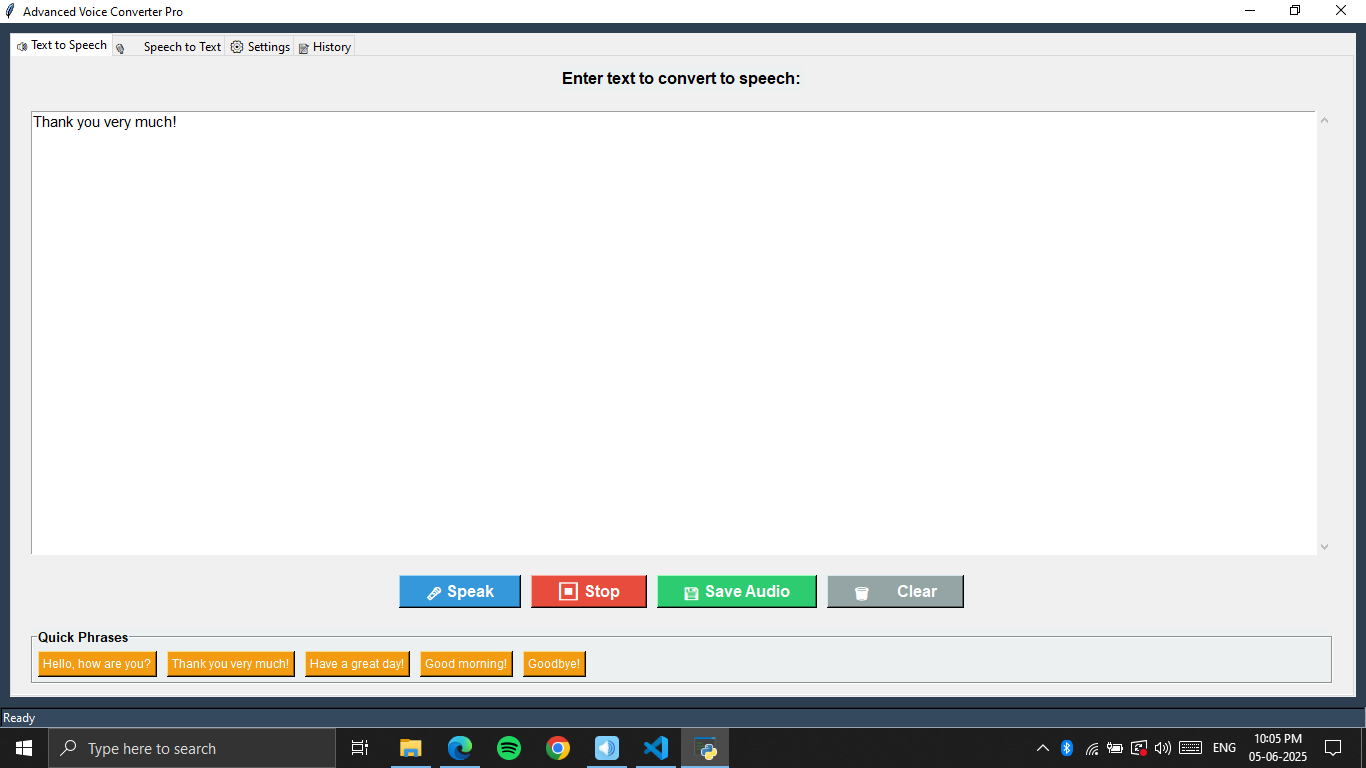 Advanced Voice Converter Pro
Text to Speech Speech to Text Settings History
Enter text to convert to speech:
Thank you very much!
Speak Stop Save Audio Clear
Quick Phrases
Hello, how are you? Thank you very much! Have a great day! Good morning! Goodbye!
Ready
Type here to search
ENG
10:05 PM
05-06-2025